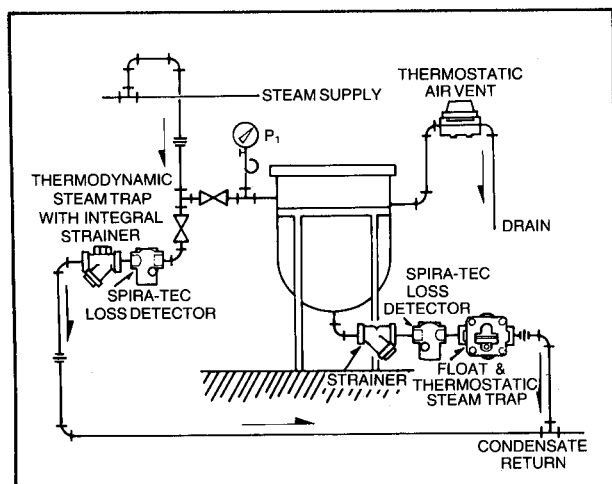 STEAM SUPPLY
THERMOSTATIC
AIR VENT
P1
THERMODYNAMIC
STEAM TRAP
WITH INTEGRAL
STRAINER
DRAIN
SPIRA-TEC
LOSS DETECTOR
SPIRA-TEC
LOSS
DETECTOR
STRAINER
FLOAT &
THERMOSTATIC
STEAM TRAP
CONDENSATE
RETURN